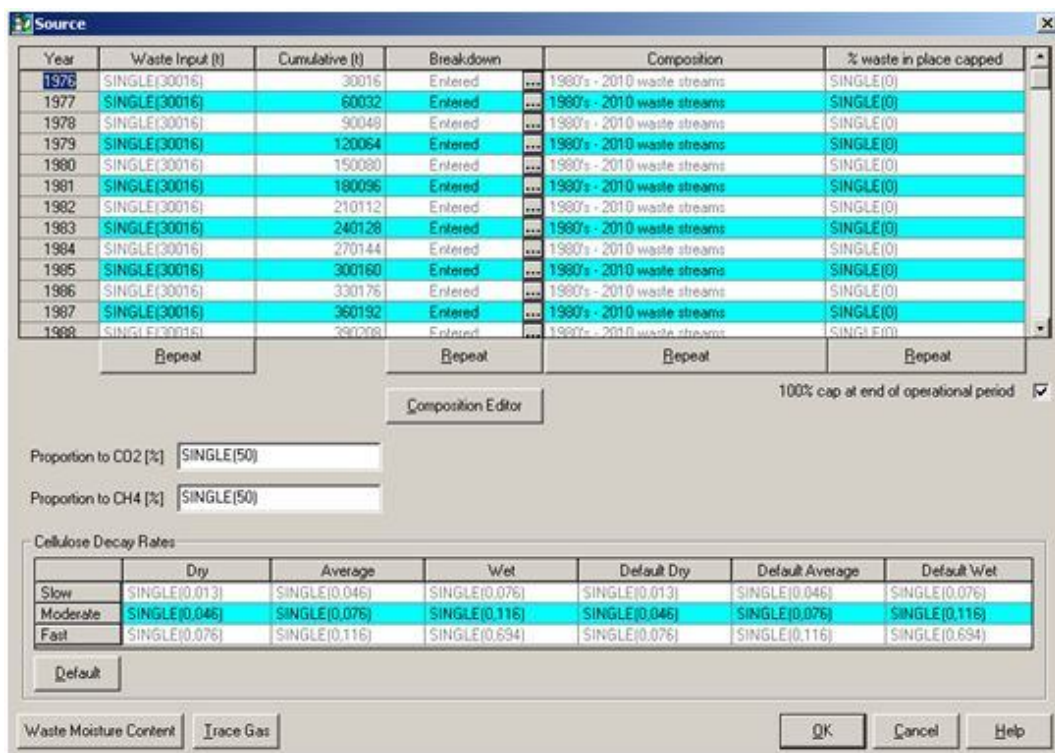 Source
Year Waste Input (t) Cumulative (t) Breakdown Composition % waste in place capped
1976 SINGLE(30016) 30016 Entered ... 1980's - 2010 waste streams SINGLE(0)
1977 SINGLE(30016) 60032 Entered ... 1980's - 2010 waste streams SINGLE(0)
1978 SINGLE(30016) 90048 Entered ... 1980's - 2010 waste streams SINGLE(0)
1979 SINGLE(30016) 120064 Entered ... 1980's - 2010 waste streams SINGLE(0)
1980 SINGLE(30016) 150080 Entered ... 1980's - 2010 waste streams SINGLE(0)
1981 SINGLE(30016) 180096 Entered ... 1980's - 2010 waste streams SINGLE(0)
1982 SINGLE(30016) 210112 Entered ... 1980's - 2010 waste streams SINGLE(0)
1983 SINGLE(30016) 240128 Entered ... 1980's - 2010 waste streams SINGLE(0)
1984 SINGLE(30016) 270144 Entered ... 1980's - 2010 waste streams SINGLE(0)
1985 SINGLE(30016) 300160 Entered ... 1980's - 2010 waste streams SINGLE(0)
1986 SINGLE(30016) 330176 Entered ... 1980's - 2010 waste streams SINGLE(0)
1987 SINGLE(30016) 360192 Entered ... 1980's - 2010 waste streams SINGLE(0)
1988 SINGLE(30016) 390208 Entered ... 1980's - 2010 waste streams SINGLE(0)
Repeat Repeat Repeat Repeat
100% cap at end of operational period
Composition Editor
Proportion to CO2 [%] SINGLE(50)
Proportion to CH4 [%] SINGLE(50)
Cellulose Decay Rates
Dry Average Wet Default Dry Default Average Default Wet
Slow SINGLE(0,013) SINGLE(0,046) SINGLE(0,076) SINGLE(0,013) SINGLE(0,046) SINGLE(0,076)
Moderate SINGLE(0,046) SINGLE(0,076) SINGLE(0,116) SINGLE(0,046) SINGLE(0,076) SINGLE(0,116)
Fast SINGLE(0,076) SINGLE(0,116) SINGLE(0,694) SINGLE(0,076) SINGLE(0,116) SINGLE(0,694)
Default
Waste Moisture Content Trace Gas OK Cancel Help